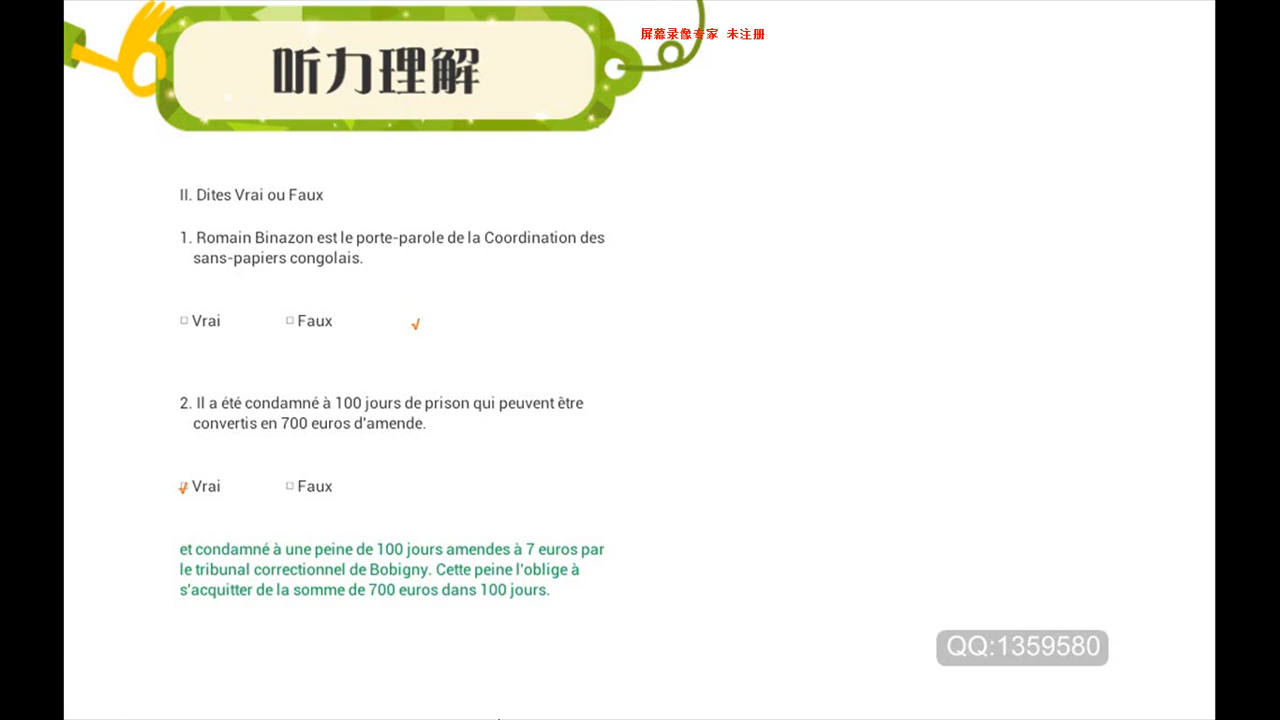 屏幕录像专家 未注册
听力理解
II. Dites Vrai ou Faux
1. Romain Binazon est le porte-parole de la Coordination des
sans-papiers congolais.
□ Vrai □ Faux √
2. Il a été condamné à 100 jours de prison qui peuvent être
convertis en 700 euros d'amende.
□ Vrai □ Faux
et condamné à une peine de 100 jours amendes à 7 euros par
le tribunal correctionnel de Bobigny. Cette peine l'oblige à
s'acquitter de la somme de 700 euros dans 100 jours.
QQ:1359580